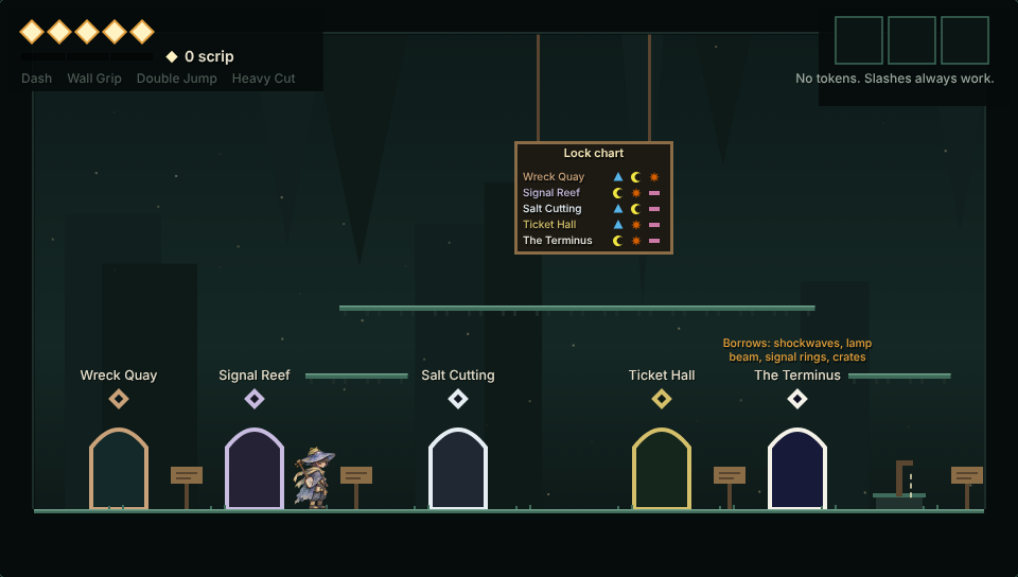 0 scrip
Dash Wall Grip Double Jump Heavy Cut
No tokens. Slashes always work.
Lock chart
Wreck Quay
Signal Reef
Salt Cutting
Ticket Hall
The Terminus
Borrows: shockwaves, lamp
beam, signal rings, crates
Wreck Quay
Signal Reef
Salt Cutting
Ticket Hall
The Terminus